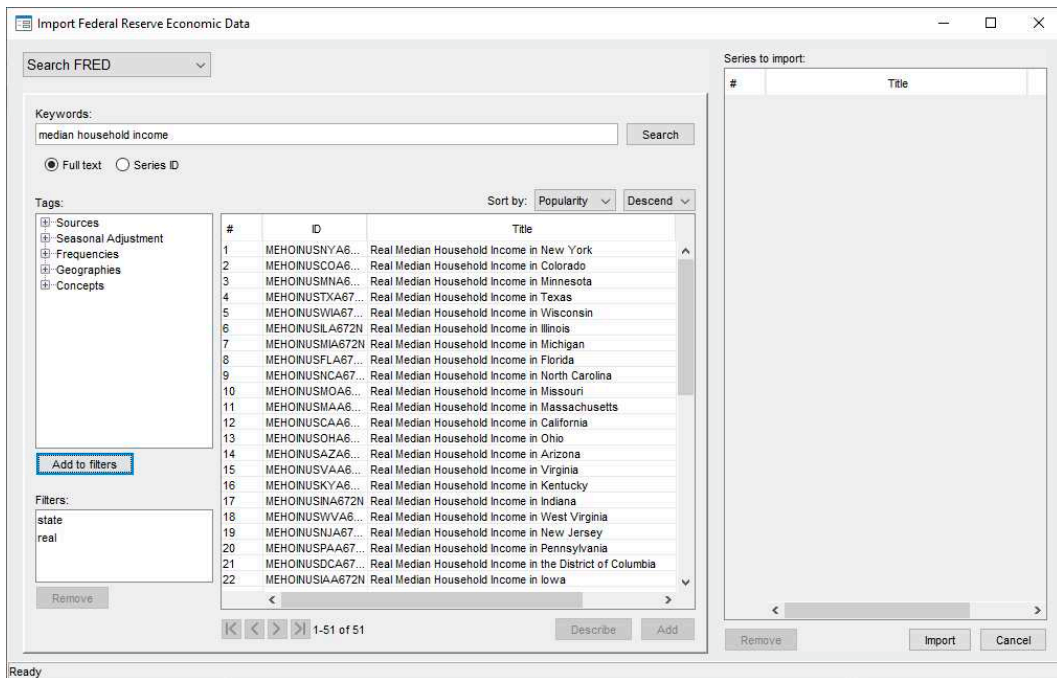 Import Federal Reserve Economic Data
Search FRED
Keywords:
median household income
Search
Full text
Series ID
Tags:
Sources
Seasonal Adjustment
Frequencies
Geographies
Concepts
Add to filters
Filters:
state
real
Remove
Sort by: Popularity Descend
# ID Title
1 MEHOINUSNYA6... Real Median Household Income in New York
2 MEHOINUSCOA6... Real Median Household Income in Colorado
3 MEHOINUSMNA6... Real Median Household Income in Minnesota
4 MEHOINUSTXA67... Real Median Household Income in Texas
5 MEHOINUSWIA67... Real Median Household Income in Wisconsin
6 MEHOINUSILA672N Real Median Household Income in Illinois
7 MEHOINUSMIA672N Real Median Household Income in Michigan
8 MEHOINUSFLA67... Real Median Household Income in Florida
9 MEHOINUSNCA67... Real Median Household Income in North Carolina
10 MEHOINUSMOA6... Real Median Household Income in Missouri
11 MEHOINUSMAA6... Real Median Household Income in Massachusetts
12 MEHOINUSCAA6... Real Median Household Income in California
13 MEHOINUSOHA6... Real Median Household Income in Ohio
14 MEHOINUSAZA6... Real Median Household Income in Arizona
15 MEHOINUSVAA6... Real Median Household Income in Virginia
16 MEHOINUSKYA6... Real Median Household Income in Kentucky
17 MEHOINUSINA672N Real Median Household Income in Indiana
18 MEHOINUSWVA6... Real Median Household Income in West Virginia
19 MEHOINUSNJA67... Real Median Household Income in New Jersey
20 MEHOINUSPAA67... Real Median Household Income in Pennsylvania
21 MEHOINUSDCA67... Real Median Household Income in the District of Columbia
22 MEHOINUSIAA672N Real Median Household Income in Iowa
1-51 of 51
Describe
Add
Series to import:
# Title
Remove
Import
Cancel
Ready